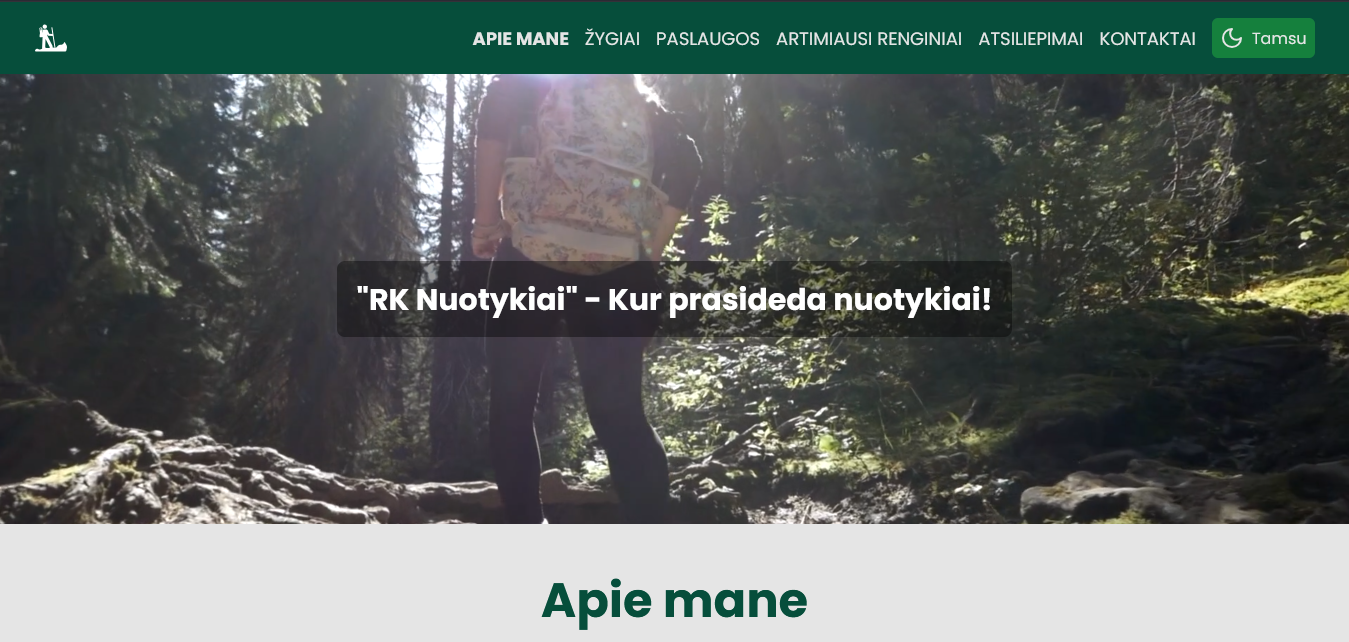 APIE MANE ŽYGIAI PASLAUGOS ARTIMIAUSI RENGINIAI ATSILIEPIMAI KONTAKTAI Tamsu
"RK Nuotykiai" - Kur prasideda nuotykiai!
Apie mane